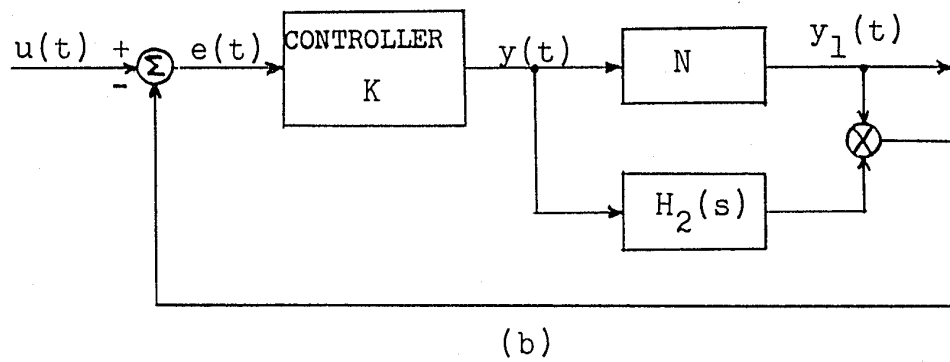 u(t) + Σ e(t) CONTROLLER K y(t) N y₁(t)
-
H₂(s)
X
(b)